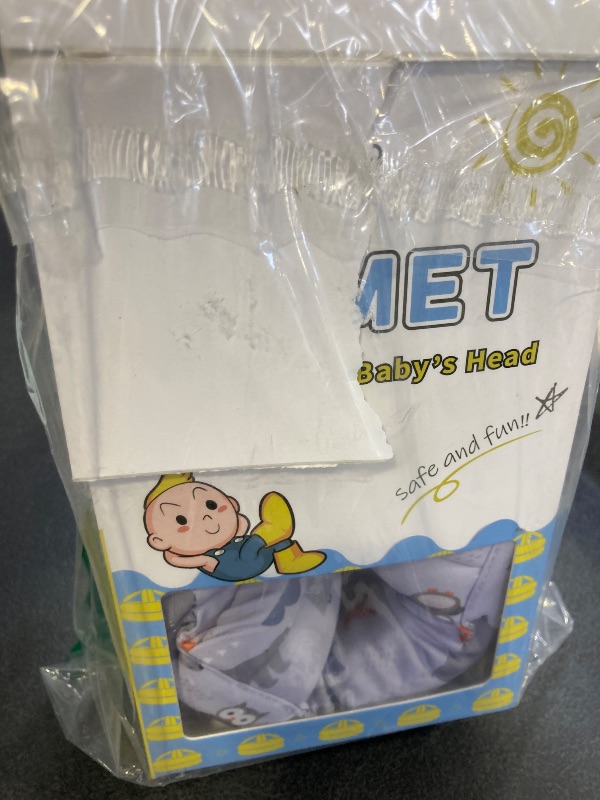 MET
Baby's Head
safe and fun!!